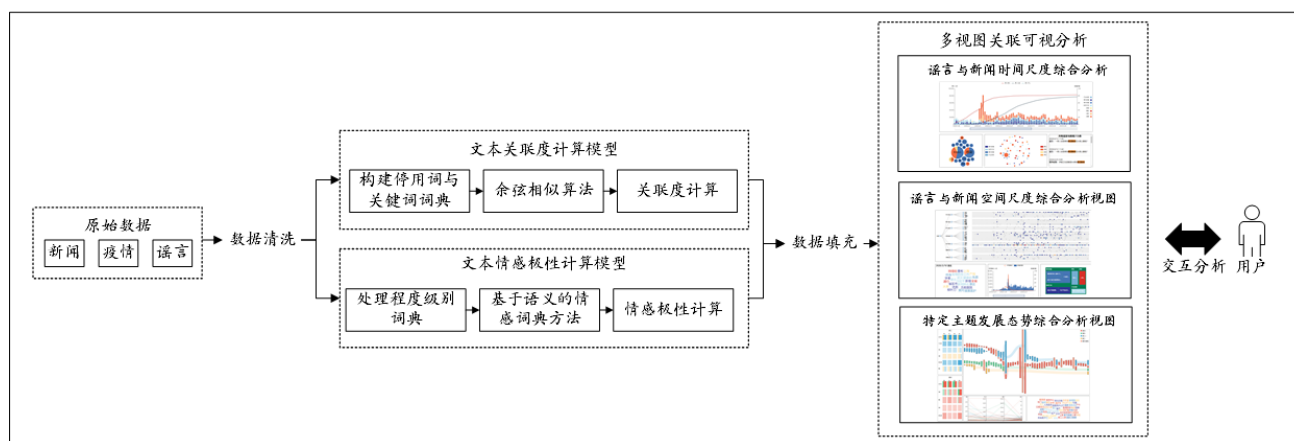 原始数据
新闻
疫情
谣言
数据清洗
文本关联度计算模型
构建停用词与
关键词词典
余弦相似算法
关联度计算
文本情感极性计算模型
处理程度级别
词典
基于语义的情
感词典方法
情感极性计算
数据填充
多视图关联可视分析
谣言与新闻时间尺度综合分析
谣言与新闻空间尺度综合分析视图
特定主题发展态势综合分析视图
交互分析
用户